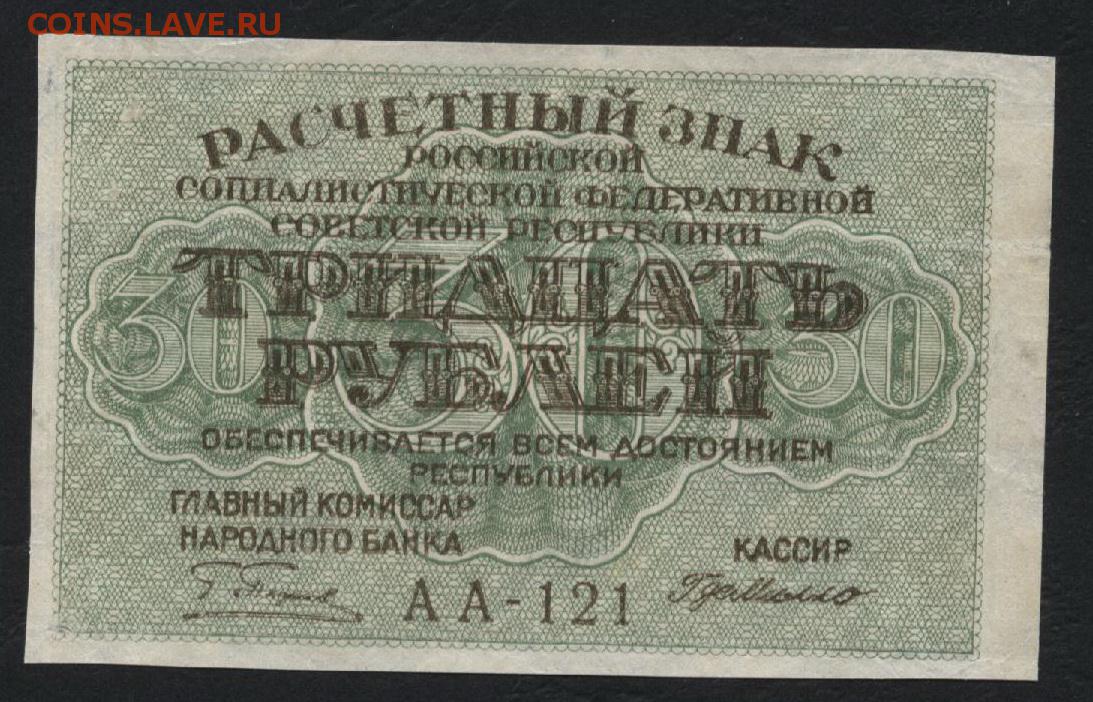 COINS.LAVE.RU
РАСЧЕТНЫЙ ЗНАК
РОССИЙСКОЙ
СОЦИАЛИСТИЧЕСКОЙ ФЕДЕРАТИВНОЙ
СОВЕТСКОЙ РЕСПУБЛИКИ
30 30 30
ТРИДЦАТЬ
РУБЛЕЙ
ОБЕСПЕЧИВАЕТСЯ ВСЕМ ДОСТОЯНИЕМ
РЕСПУБЛИКИ
ГЛАВНЫЙ КОМИССАР
НАРОДНОГО БАНКА
КАССИР
АА-121